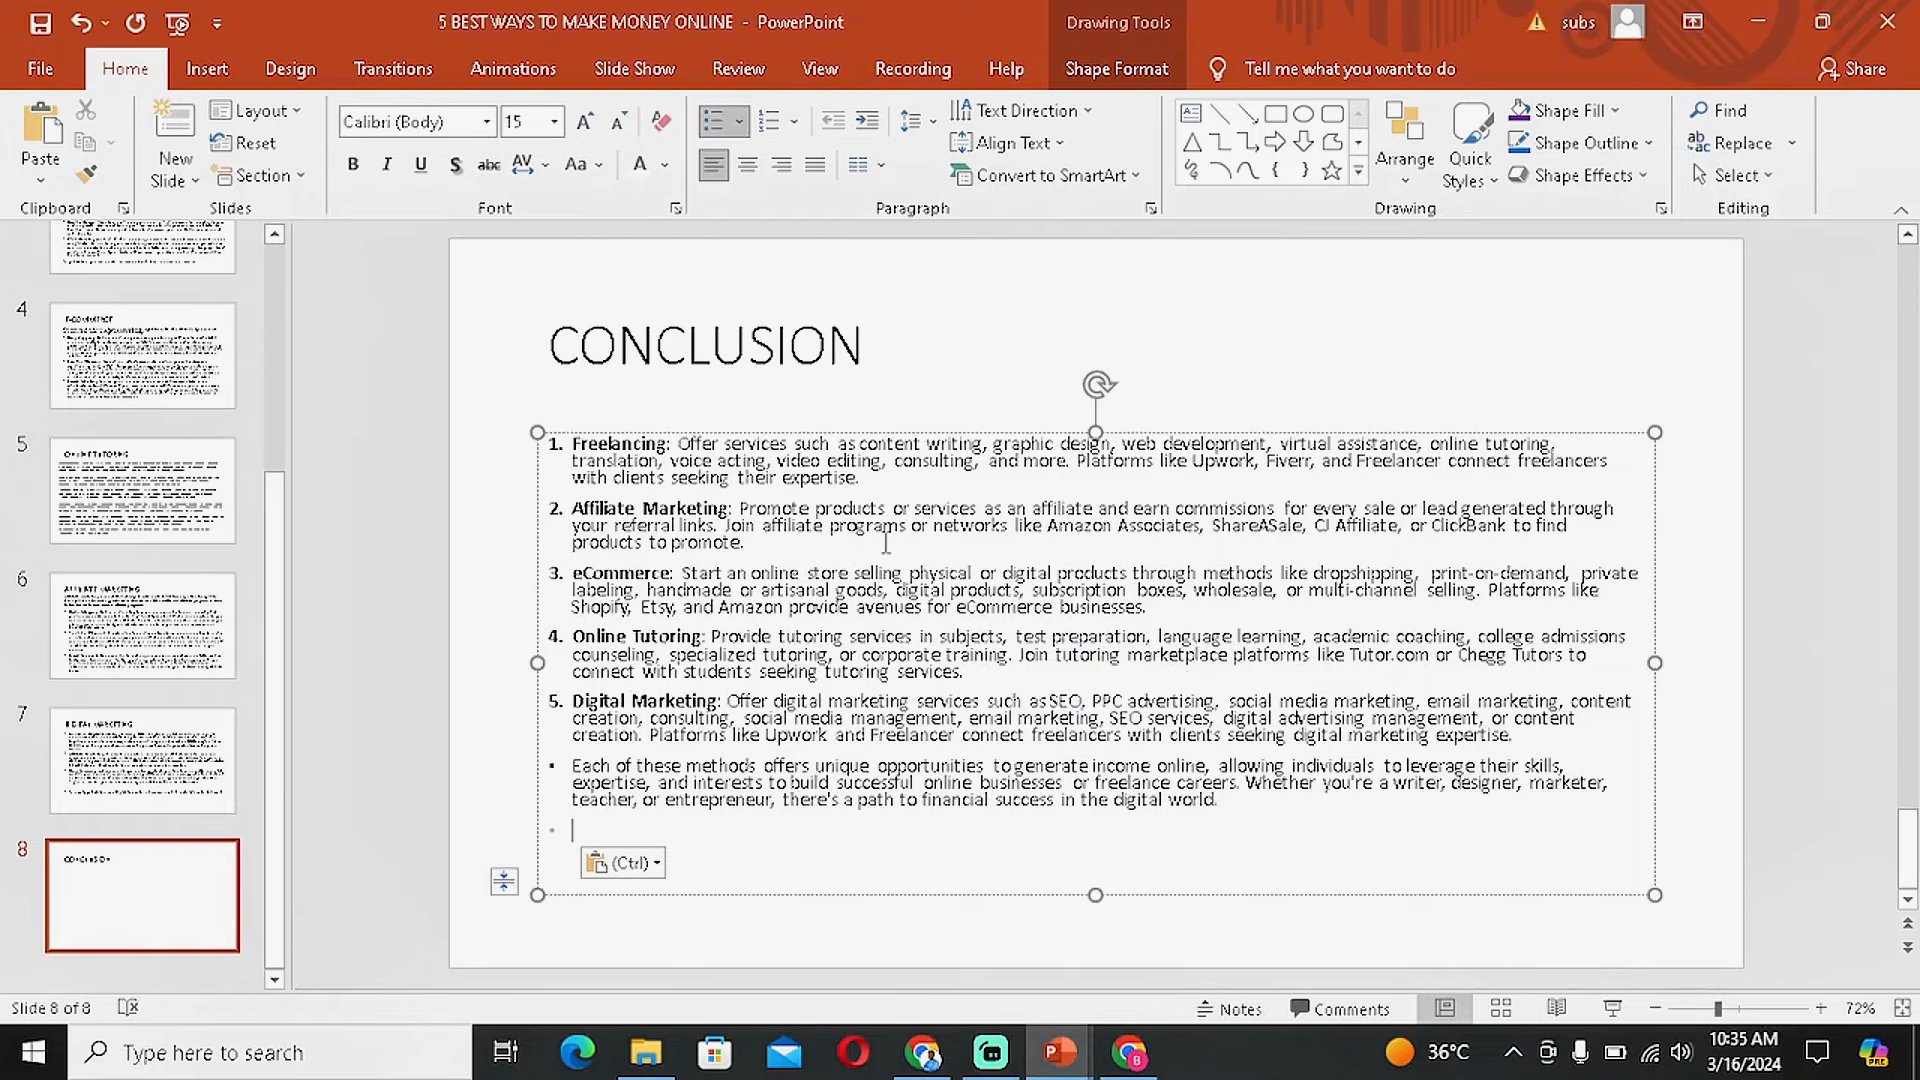 5 BEST WAYS TO MAKE MONEY ONLINE - PowerPoint
Drawing Tools
subs
File
Home
Insert
Design
Transitions
Animations
Slide Show
Review
View
Recording
Help
Shape Format
Tell me what you want to do
Share
Paste
New
Slide
Layout
Reset
Section
Calibri (Body)
15
Text Direction
Align Text
Convert to SmartArt
Arrange
Quick
Styles
Shape Fill
Shape Outline
Shape Effects
Find
Replace
Select
Clipboard
Slides
Font
Paragraph
Drawing
Editing
4
5
6
7
8
CONCLUSION
1. Freelancing: Offer services such as content writing, graphic design, web development, virtual assistance, online tutoring,
translation, voice acting, video editing, consulting, and more. Platforms like Upwork, Fiverr, and Freelancer connect freelancers
with clients seeking their expertise.
2. Affiliate Marketing: Promote products or services as an affiliate and earn commissions for every sale or lead generated through
your referral links. Join affiliate programs or networks like Amazon Associates, ShareASale, CJ Affiliate, or ClickBank to find
products to promote.
3. eCommerce: Start an online store selling physical or digital products through methods like dropshipping, print-on-demand, private
labeling, handmade or artisanal goods, digital products, subscription boxes, wholesale, or multi-channel selling. Platforms like
Shopify, Etsy, and Amazon provide avenues for eCommerce businesses.
4. Online Tutoring: Provide tutoring services in subjects, test preparation, language learning, academic coaching, college admissions
counseling, specialized tutoring, or corporate training. Join tutoring marketplace platforms like Tutor.com or Chegg Tutors to
connect with students seeking tutoring services.
5. Digital Marketing: Offer digital marketing services such as SEO, PPC advertising, social media marketing, email marketing, content
creation, consulting, social media management, email marketing, SEO services, digital advertising management, or content
creation. Platforms like Upwork and Freelancer connect freelancers with clients seeking digital marketing expertise.
▪ Each of these methods offers unique opportunities to generate income online, allowing individuals to leverage their skills,
expertise, and interests to build successful online businesses or freelance careers. Whether you're a writer, designer, marketer,
teacher, or entrepreneur, there's a path to financial success in the digital world.
(Ctrl)
Slide 8 of 8
Notes
Comments
72%
Type here to search
36°C
10:35 AM
3/16/2024